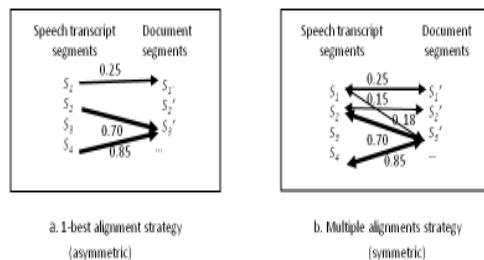 Speech transcript segments
Document segments
0.25
S₁
S₁'
S₂
S₂'
S₃
S₃'
0.70
S₄
0.85
...
a. 1-best alignment strategy
(asymmetric)
Speech transcript segments
Document segments
0.25
S₁
S₁'
0.15
S₂
S₂'
0.18
S₃
S₃'
0.70
S₄
0.85
...
b. Multiple alignments strategy
(symmetric)